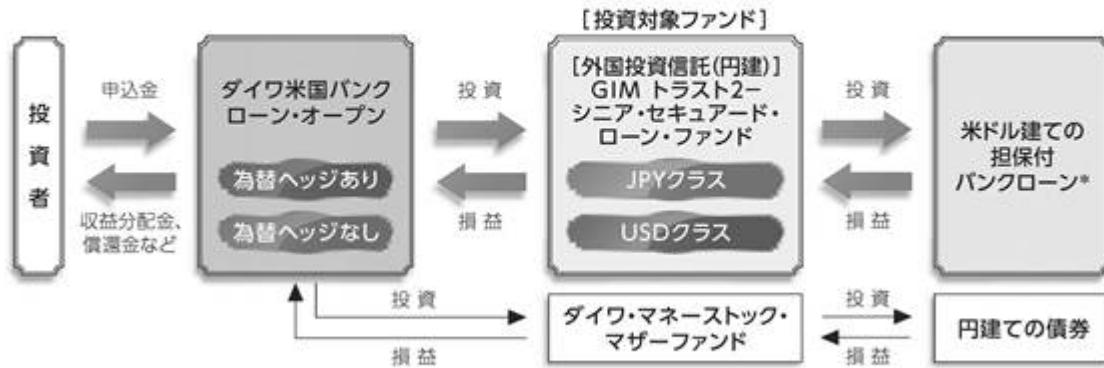 [投資対象ファンド]
投資者
申込金
収益分配金、
償還金など
ダイワ米国バンク
ローン・オープン
為替ヘッジあり
為替ヘッジなし
投資
損益
[外国投資信託(円建)]
GIM トラスト2−
シニア・セキュアード・
ローン・ファンド
JPYクラス
USDクラス
投資
損益
米ドル建ての
担保付
バンクローン*
投資
損益
ダイワ・マネーストック・
マザーファンド
投資
損益
円建ての債券